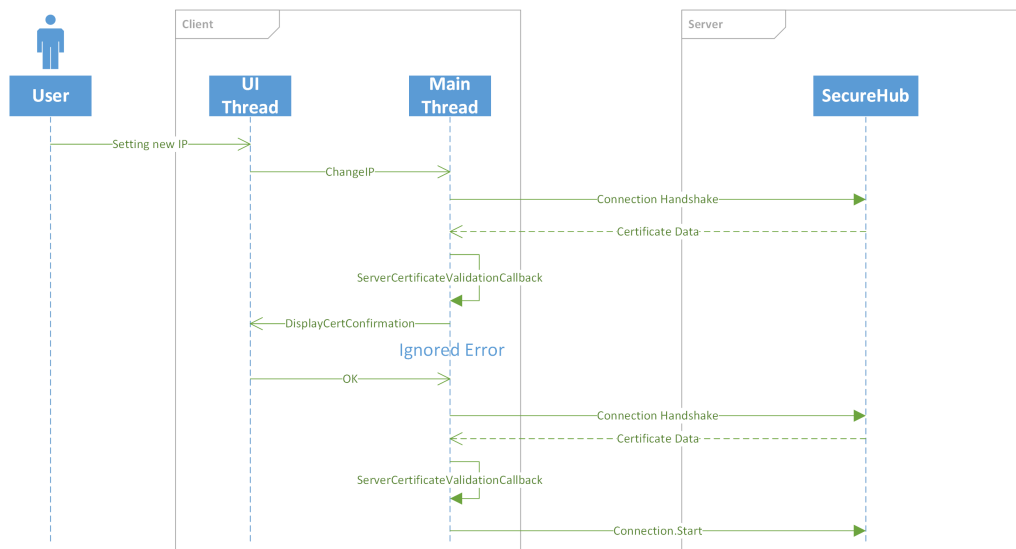 Client
Server
User
UI
Thread
Main
Thread
SecureHub
Setting new IP
ChangeIP
Connection Handshake
Certificate Data
ServerCertificateValidationCallback
DisplayCertConfirmation
Ignored Error
OK
Connection Handshake
Certificate Data
ServerCertificateValidationCallback
Connection.Start